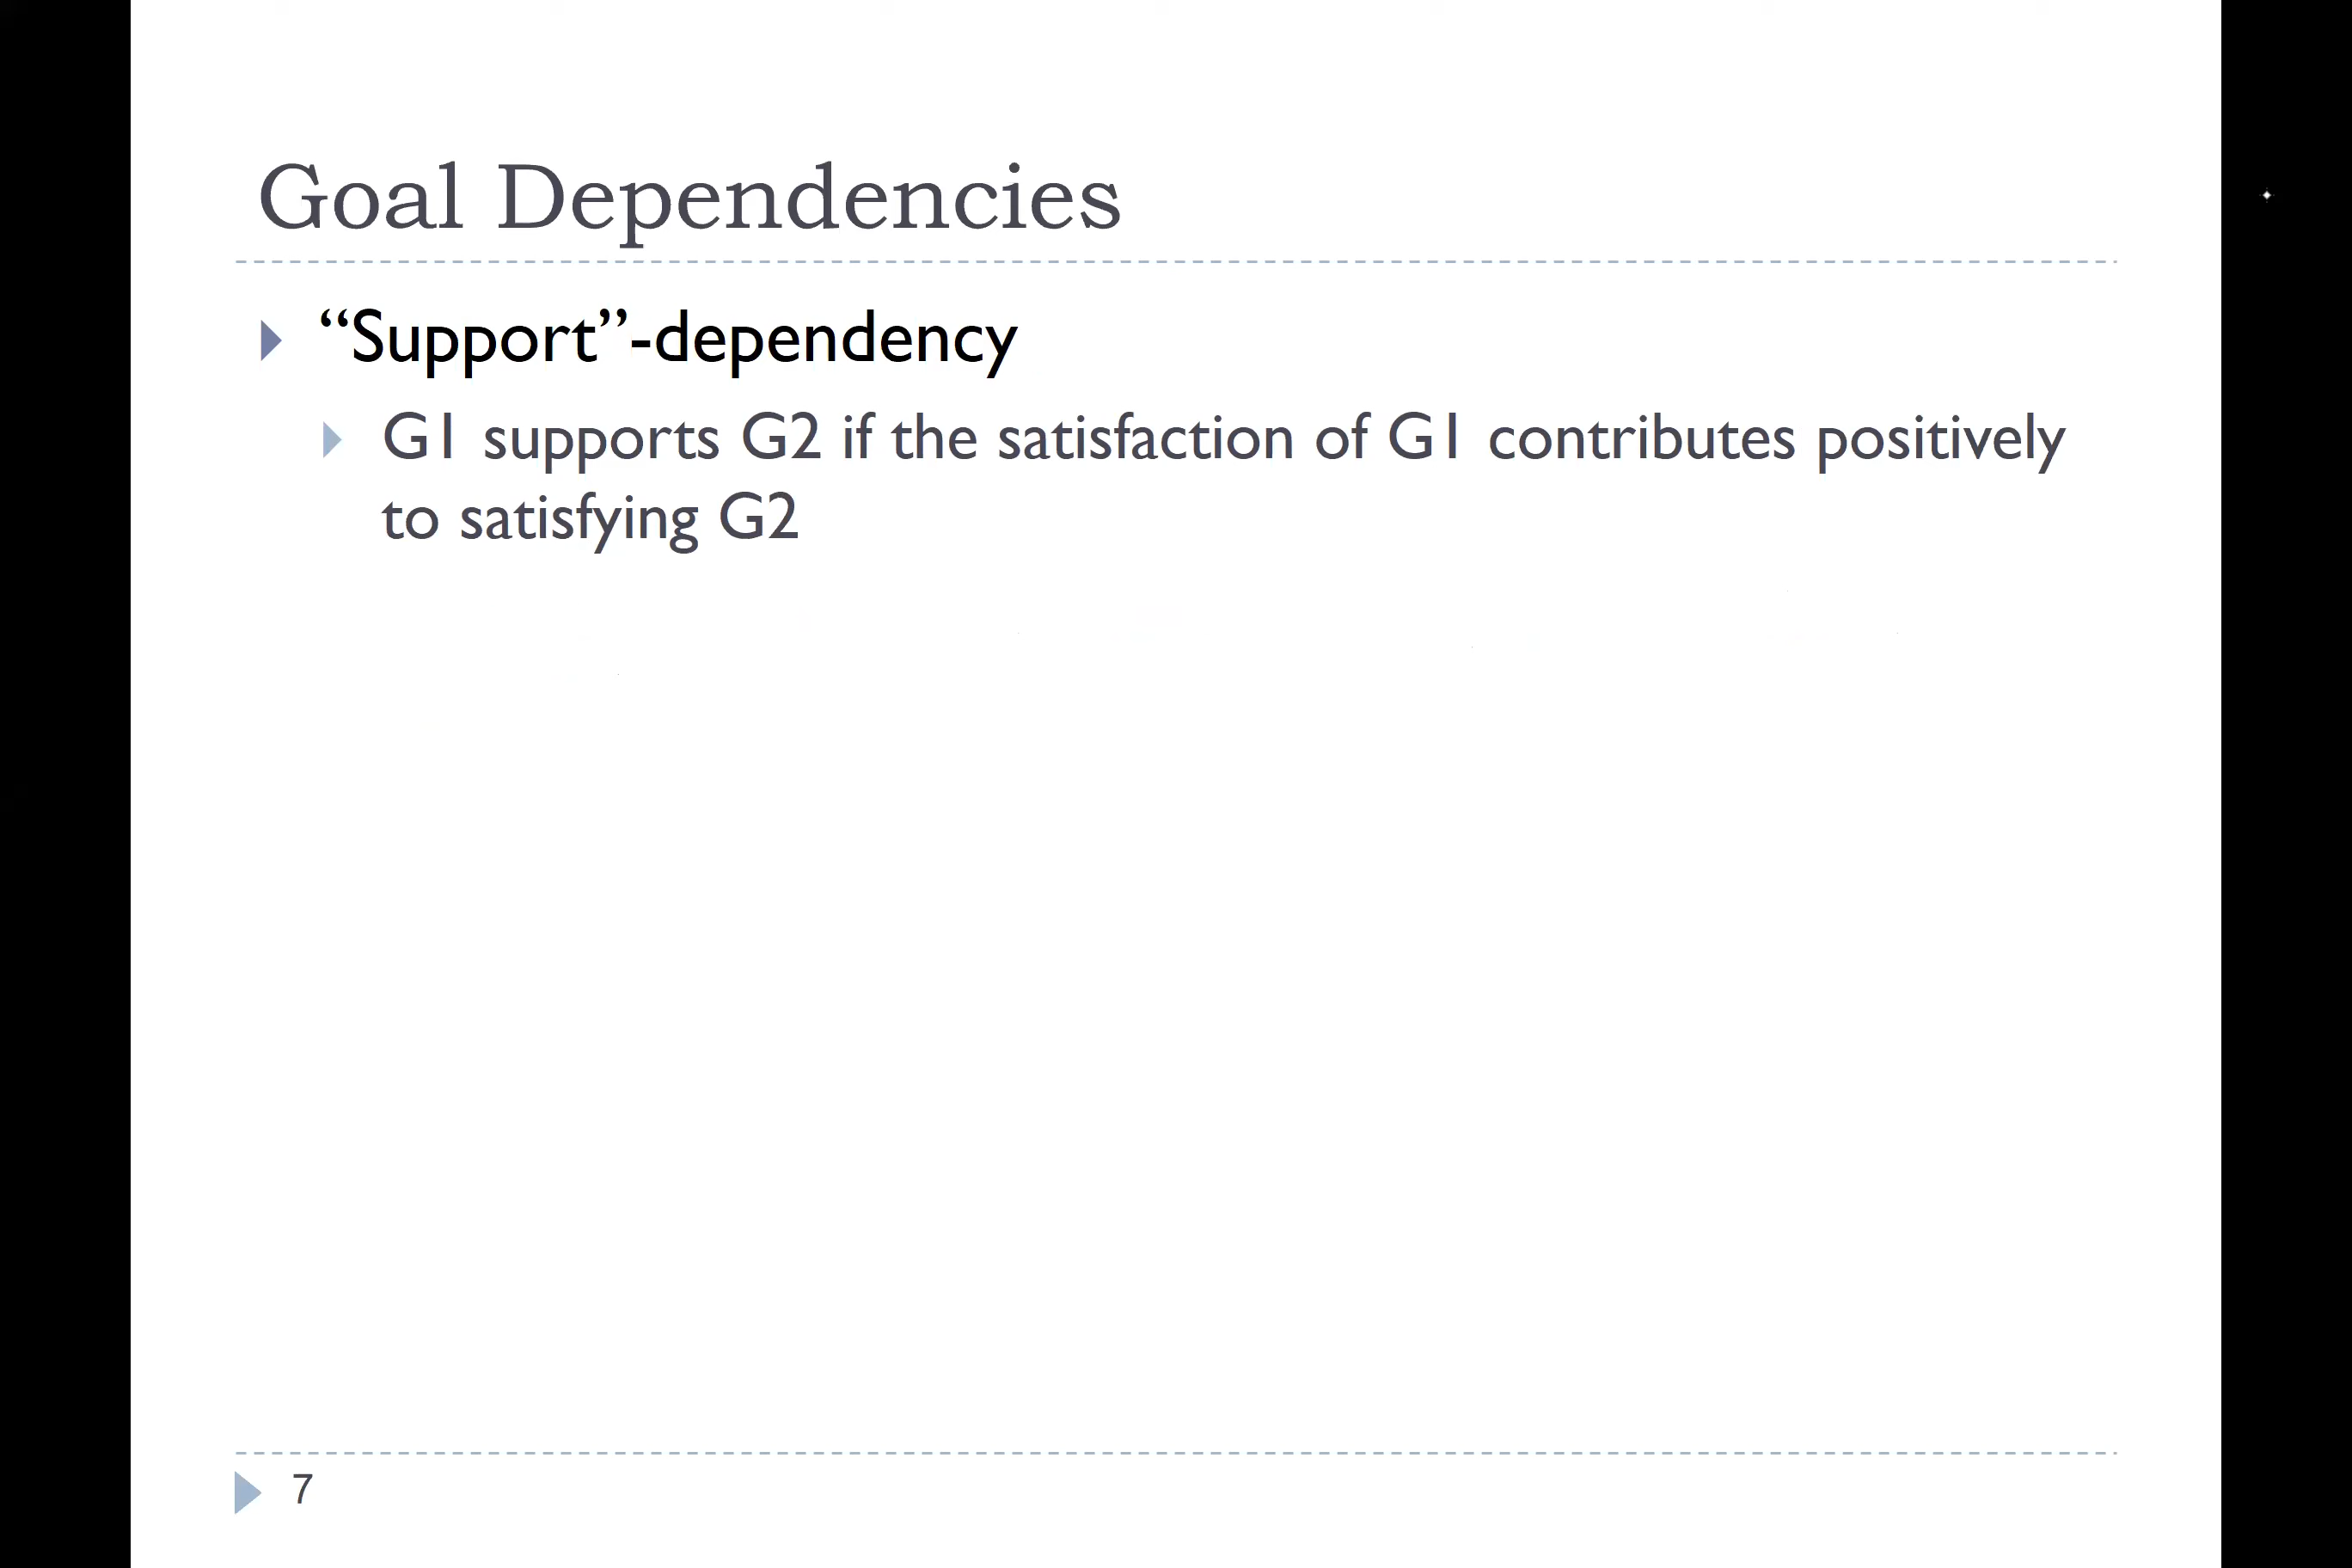 Goal Dependencies
“Support”-dependency
G1 supports G2 if the satisfaction of G1 contributes positively
to satisfying G2
7